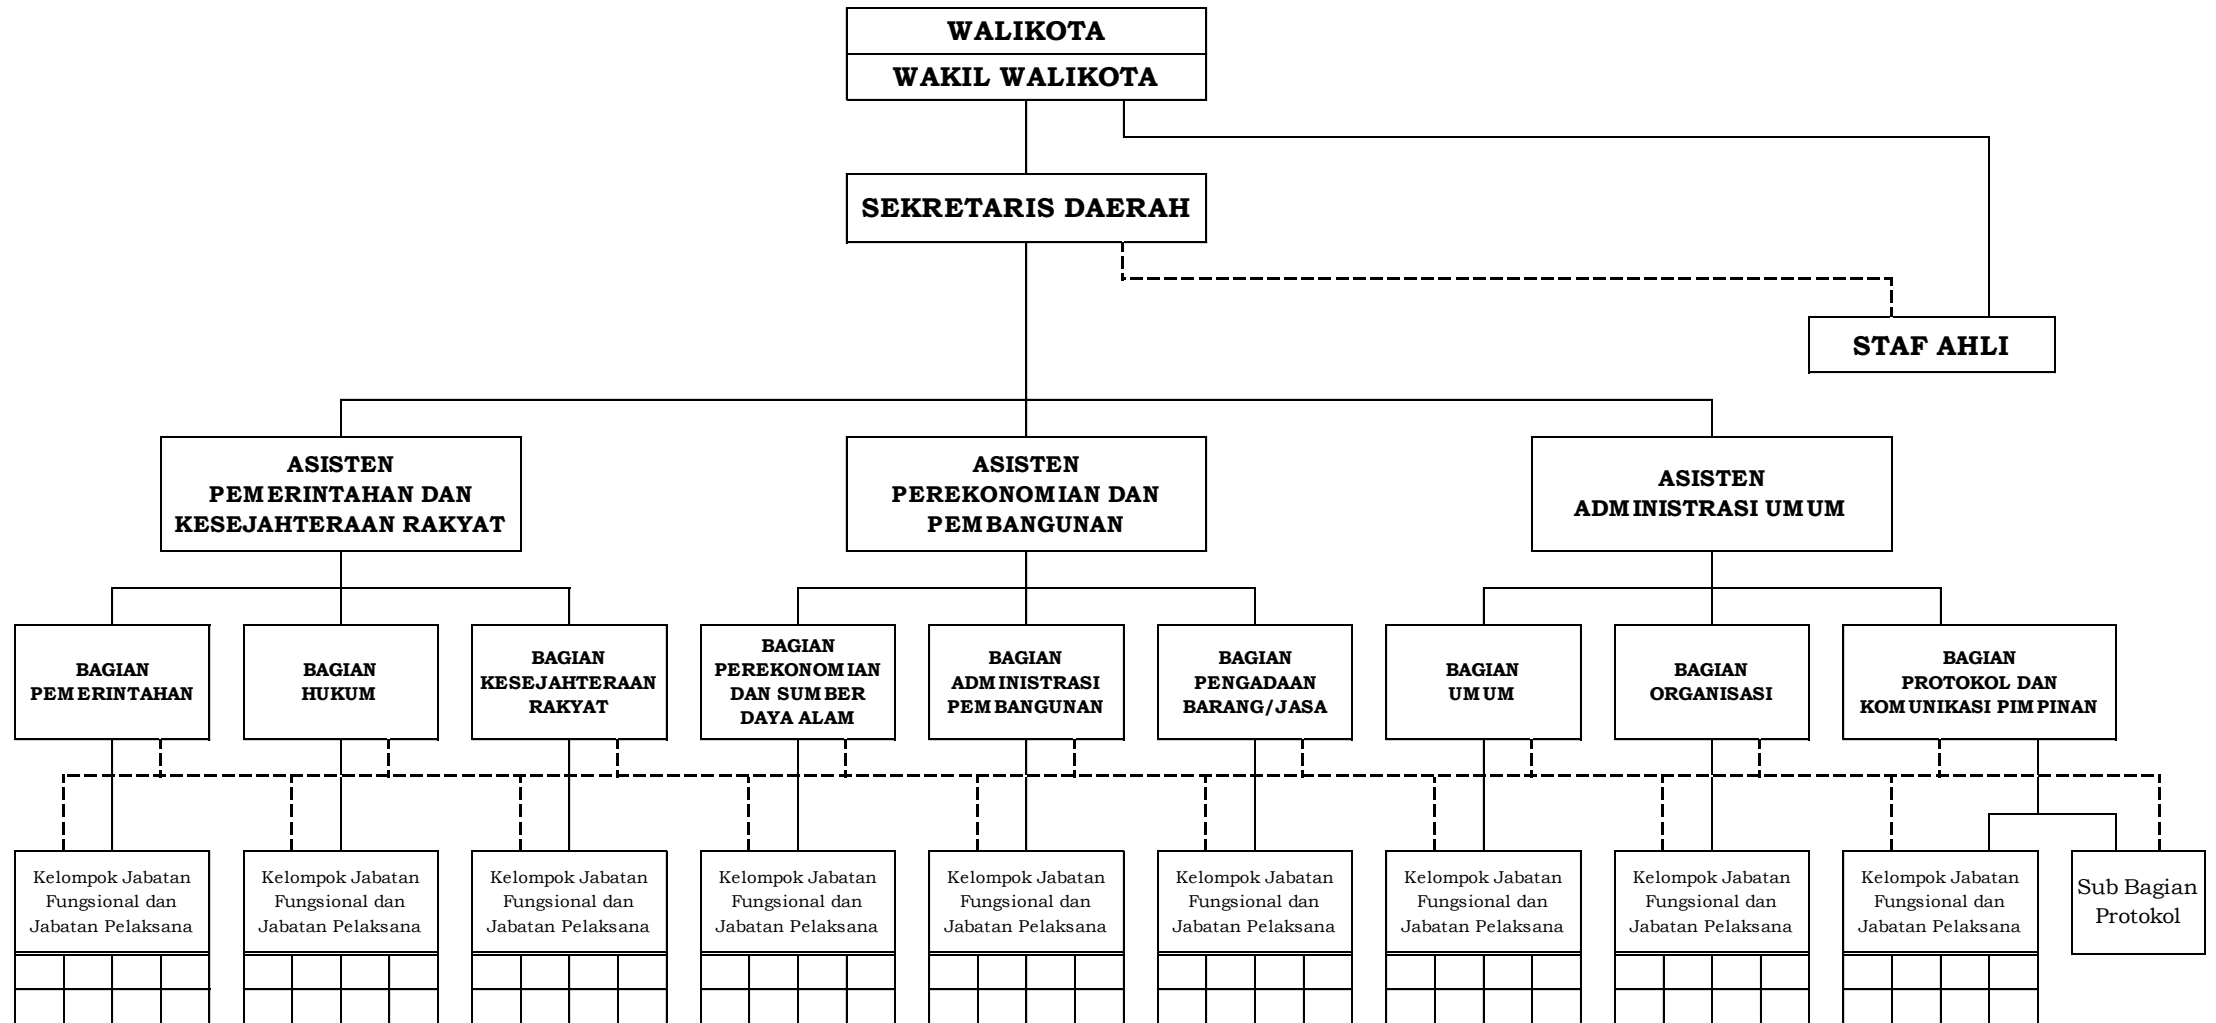 WALIKOTA
WAKIL WALIKOTA
SEKRETARIS DAERAH
STAF AHLI
ASISTEN
PEMERINTAHAN DAN
KESEJAHTERAAN RAKYAT
ASISTEN
PEREKONOMIAN DAN
PEMBANGUNAN
ASISTEN
ADMINISTRASI UMUM
BAGIAN
PEMERINTAHAN
BAGIAN
HUKUM
BAGIAN
KESEJAHTERAAN
RAKYAT
BAGIAN
PEREKONOMIAN
DAN SUMBER
DAYA ALAM
BAGIAN
ADMINISTRASI
PEMBANGUNAN
BAGIAN
PENGADAAN
BARANG/JASA
BAGIAN
UMUM
BAGIAN
ORGANISASI
BAGIAN
PROTOKOL DAN
KOMUNIKASI PIMPINAN
Kelompok Jabatan
Fungsional dan
Jabatan Pelaksana
Kelompok Jabatan
Fungsional dan
Jabatan Pelaksana
Kelompok Jabatan
Fungsional dan
Jabatan Pelaksana
Kelompok Jabatan
Fungsional dan
Jabatan Pelaksana
Kelompok Jabatan
Fungsional dan
Jabatan Pelaksana
Kelompok Jabatan
Fungsional dan
Jabatan Pelaksana
Kelompok Jabatan
Fungsional dan
Jabatan Pelaksana
Kelompok Jabatan
Fungsional dan
Jabatan Pelaksana
Kelompok Jabatan
Fungsional dan
Jabatan Pelaksana
Sub Bagian
Protokol